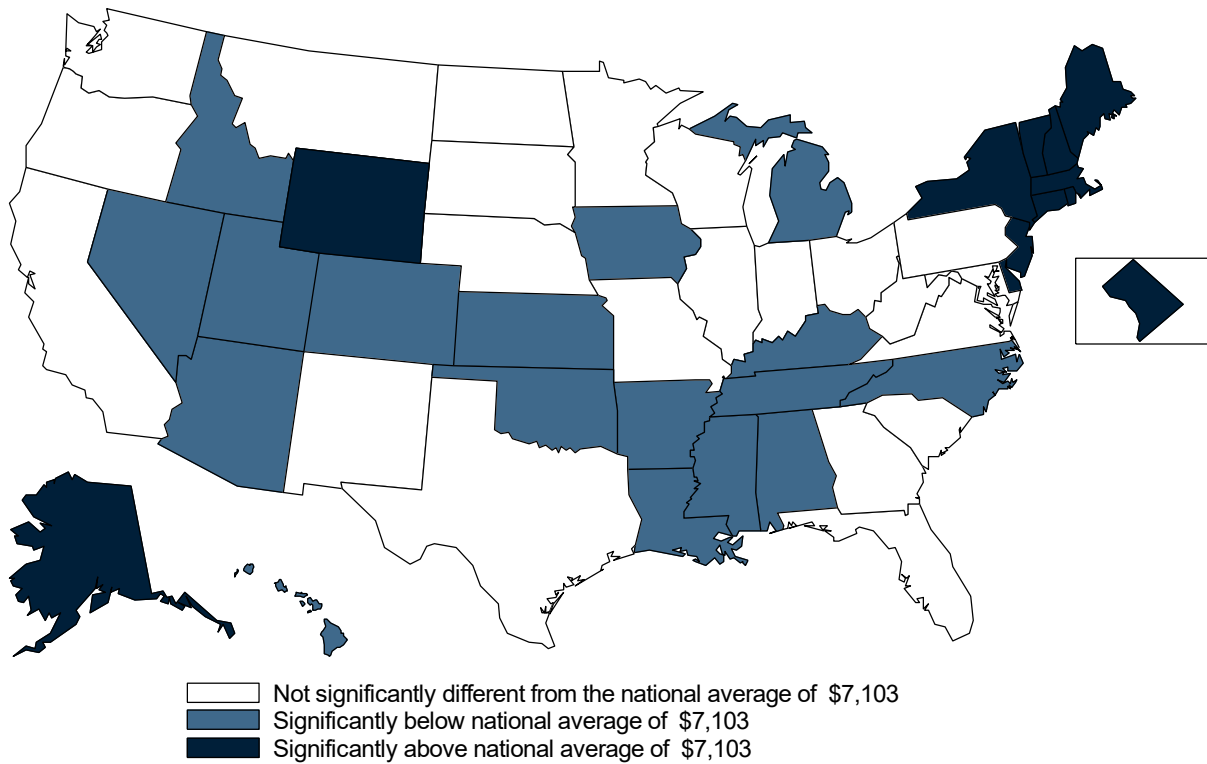 Not significantly different from the national average of $7,103
Significantly below national average of $7,103
Significantly above national average of $7,103